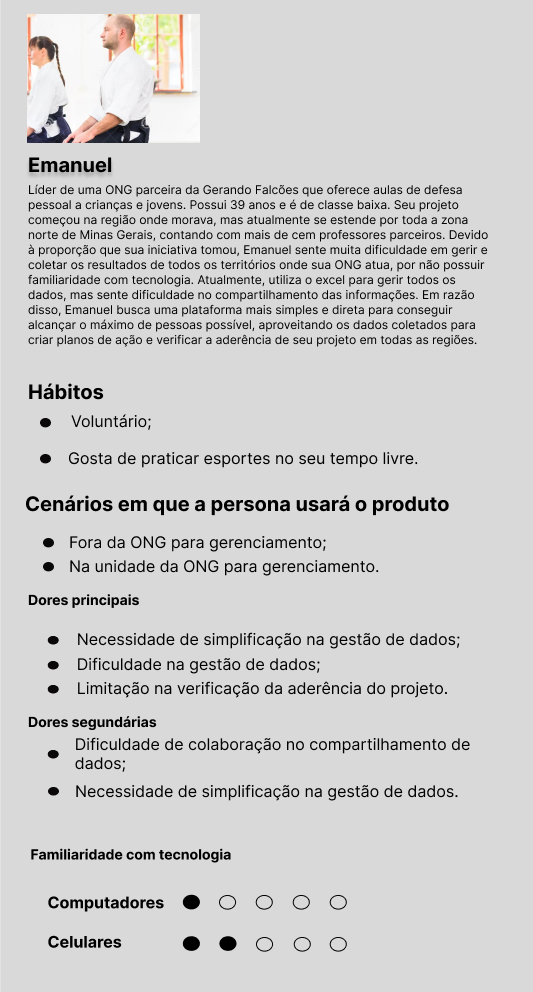 Emanuel
Líder de uma ONG parceira da Gerando Falcões que oferece aulas de defesa
pessoal a crianças e jovens. Possui 39 anos e é de classe baixa. Seu projeto
começou na região onde morava, mas atualmente se estende por toda a zona
norte de Minas Gerais, contando com mais de cem professores parceiros. Devido
à proporção que sua iniciativa tomou, Emanuel sente muita dificuldade em gerir e
coletar os resultados de todos os territórios onde sua ONG atua, por não possuir
familiaridade com tecnologia. Atualmente, utiliza o excel para gerir todos os
dados, mas sente dificuldade no compartilhamento das informações. Em razão
disso, Emanuel busca uma plataforma mais simples e direta para conseguir
alcançar o máximo de pessoas possível, aproveitando os dados coletados para
criar planos de ação e verificar a aderência de seu projeto em todas as regiões.
Hábitos
Voluntário;
Gosta de praticar esportes no seu tempo livre.
Cenários em que a persona usará o produto
Fora da ONG para gerenciamento;
Na unidade da ONG para gerenciamento.
Dores principais
Necessidade de simplificação na gestão de dados;
Dificuldade na gestão de dados;
Limitação na verificação da aderência do projeto.
Dores segundárias
Dificuldade de colaboração no compartilhamento de
dados;
Necessidade de simplificação na gestão de dados.
Familiaridade com tecnologia
Computadores
Celulares